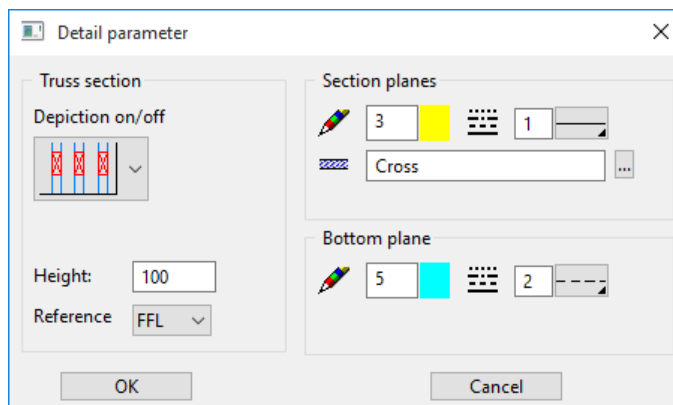 Detail parameter
Truss section
Depiction on/off
Height: 100
Reference FFL
Section planes
3 1
Cross ...
Bottom plane
5 2
OK Cancel